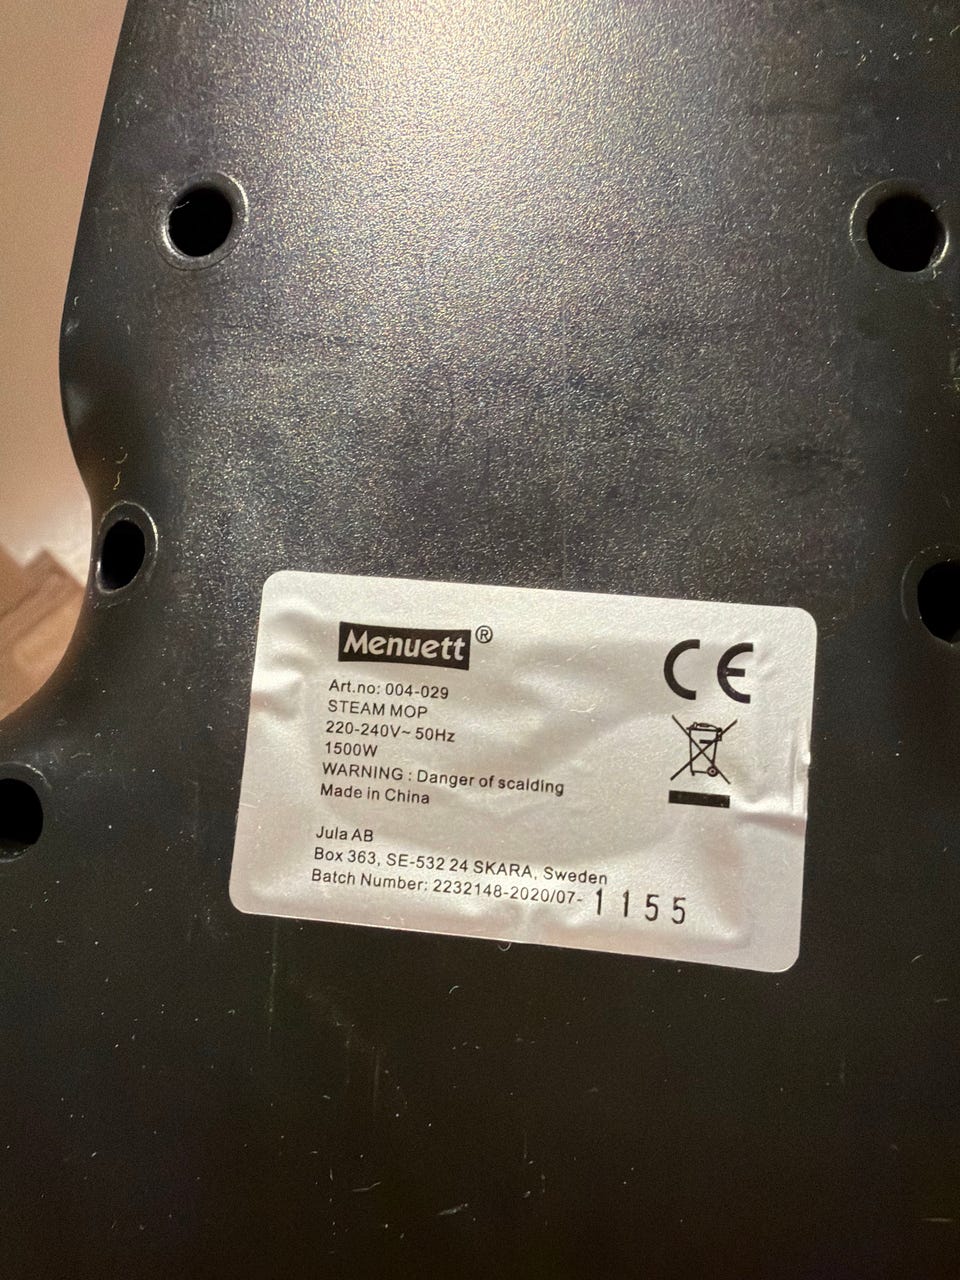 Menuett®
CE
Art.no: 004-029
STEAM MOP
220-240V~ 50Hz
1500W
WARNING : Danger of scalding
Made in China
Jula AB
Box 363, SE-532 24 SKARA, Sweden
Batch Number: 2232148-2020/07- 1155